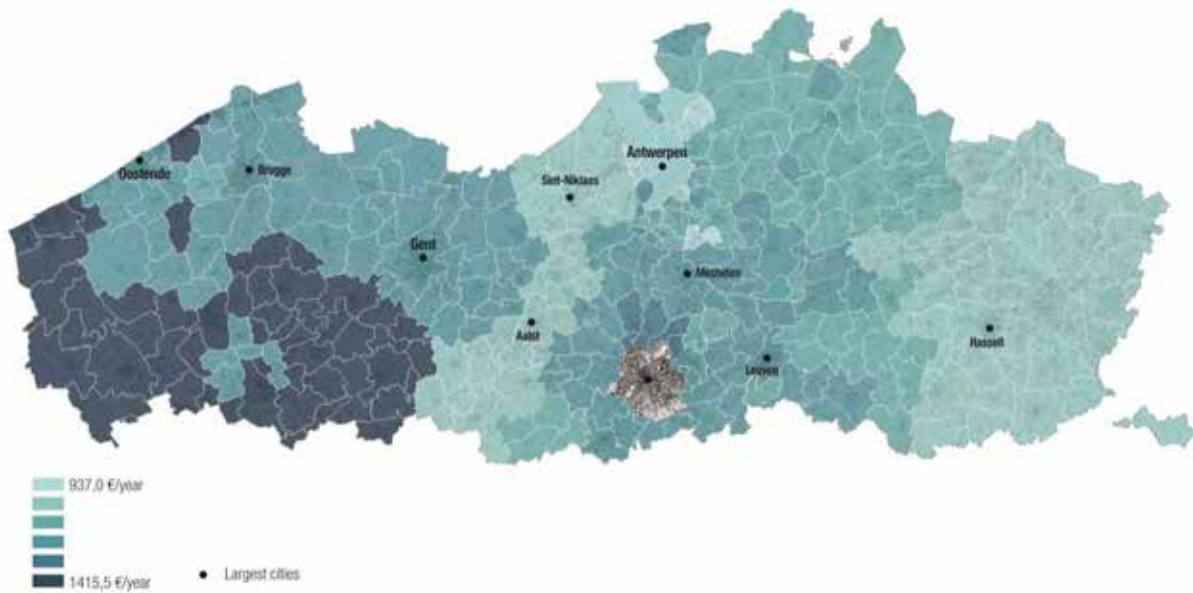 Antwerpen
Oostende
Brugge
Sint-Niklaas
Gent
Mechelen
Aalst
Hasselt
Leuven
937,0 €/year
1415,5 €/year
Largest cities